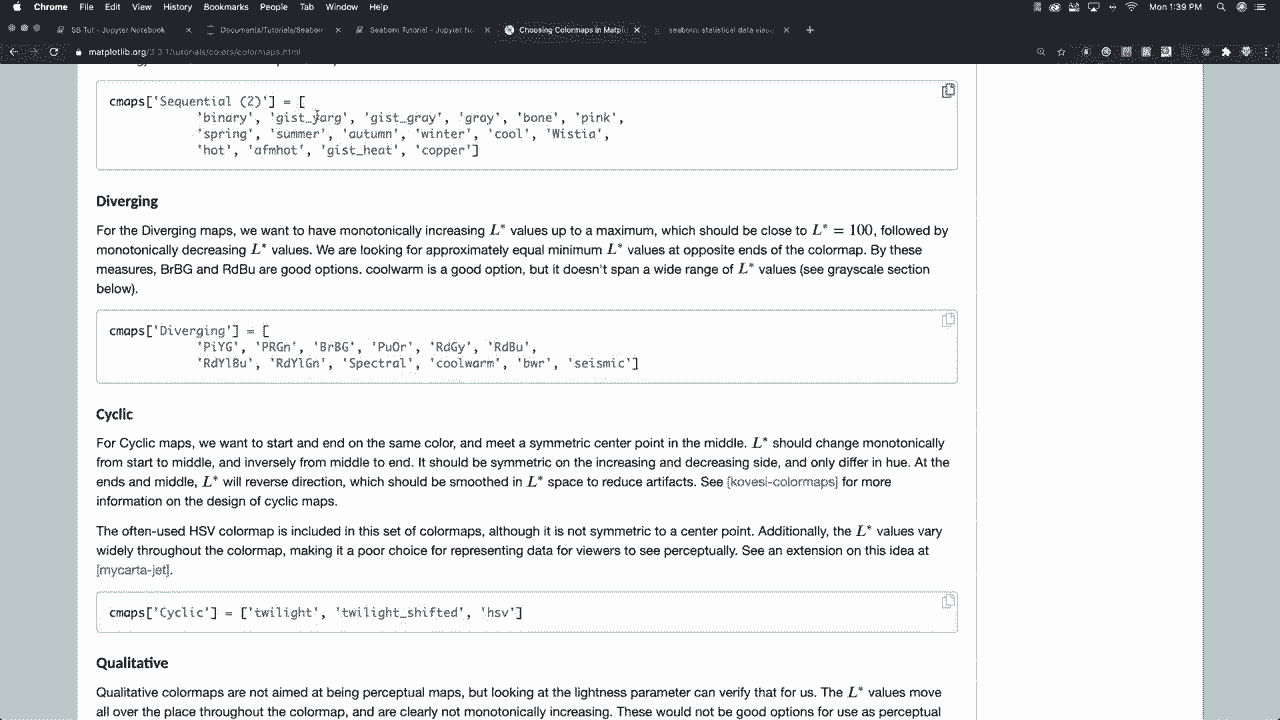 Chrome File Edit View History Bookmarks People Tab Window Help Mon 1:39 PM
SB Tut - Jupyter Notebook Documents/Tutorials/Seabor Seaborn Tutorial - Jupyter No Choosing Colormaps in Matpl seaborn: statistical data visua
matplotlib.org/3.3.1/tutorials/colors/colormaps.html
cmaps['Sequential (2)'] = [
'binary', 'gist_yarg', 'gist_gray', 'gray', 'bone', 'pink',
'spring', 'summer', 'autumn', 'winter', 'cool', 'Wistia',
'hot', 'afmhot', 'gist_heat', 'copper']
Diverging
For the Diverging maps, we want to have monotonically increasing L* values up to a maximum, which should be close to L* = 100, followed by
monotonically decreasing L* values. We are looking for approximately equal minimum L* values at opposite ends of the colormap. By these
measures, BrBG and RdBu are good options. coolwarm is a good option, but it doesn't span a wide range of L* values (see grayscale section
below).
cmaps['Diverging'] = [
'PiYG', 'PRGn', 'BrBG', 'PuOr', 'RdGy', 'RdBu',
'RdYlBu', 'RdYlGn', 'Spectral', 'coolwarm', 'bwr', 'seismic']
Cyclic
For Cyclic maps, we want to start and end on the same color, and meet a symmetric center point in the middle. L* should change monotonically
from start to middle, and inversely from middle to end. It should be symmetric on the increasing and decreasing side, and only differ in hue. At the
ends and middle, L* will reverse direction, which should be smoothed in L* space to reduce artifacts. See [kovesi-colormaps] for more
information on the design of cyclic maps.
The often-used HSV colormap is included in this set of colormaps, although it is not symmetric to a center point. Additionally, the L* values vary
widely throughout the colormap, making it a poor choice for representing data for viewers to see perceptually. See an extension on this idea at
[mycarta-jet].
cmaps['Cyclic'] = ['twilight', 'twilight_shifted', 'hsv']
Qualitative
Qualitative colormaps are not aimed at being perceptual maps, but looking at the lightness parameter can verify that for us. The L* values move
all over the place throughout the colormap, and are clearly not monotonically increasing. These would not be good options for use as perceptual